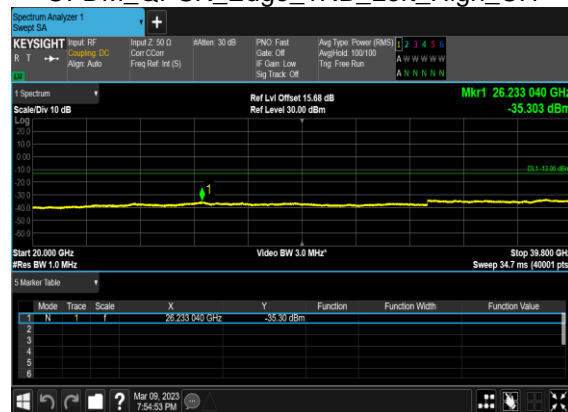 Spectrum Analyzer 1
Swept SA
+
KEYSIGHT Input: RF Input Z: 50 Ω #Atten: 30 dB PNO: Fast Avg Type: Power (RMS) 1 2 3 4 5 6
R T Coupling: DC Corr CCorr Gate: Off Avg|Hold: 100/100 A W W W W W
Align: Auto Freq Ref: Int (S) IF Gain: Low Trig: Free Run
LU Sig Track: Off A N N N N N
1 Spectrum Ref Lvl Offset 15.68 dB Mkr1 26.233 040 GHz
Scale/Div 10 dB Ref Level 30.00 dBm -35.303 dBm
Log
20.0
10.0
0.00
-10.0
DL1 -13.00 dBm
-20.0
1
-30.0
-40.0
-50.0
-60.0
Start 20.000 GHz Video BW 3.0 MHz* Stop 39.800 GHz
#Res BW 1.0 MHz Sweep 34.7 ms (40001 pts)
5 Marker Table
Mode Trace Scale X Y Function Function Width Function Value
1 N 1 f 26.233 040 GHz -35.30 dBm
2
3
4
5
6
? Mar 09, 2023
7:54:53 PM